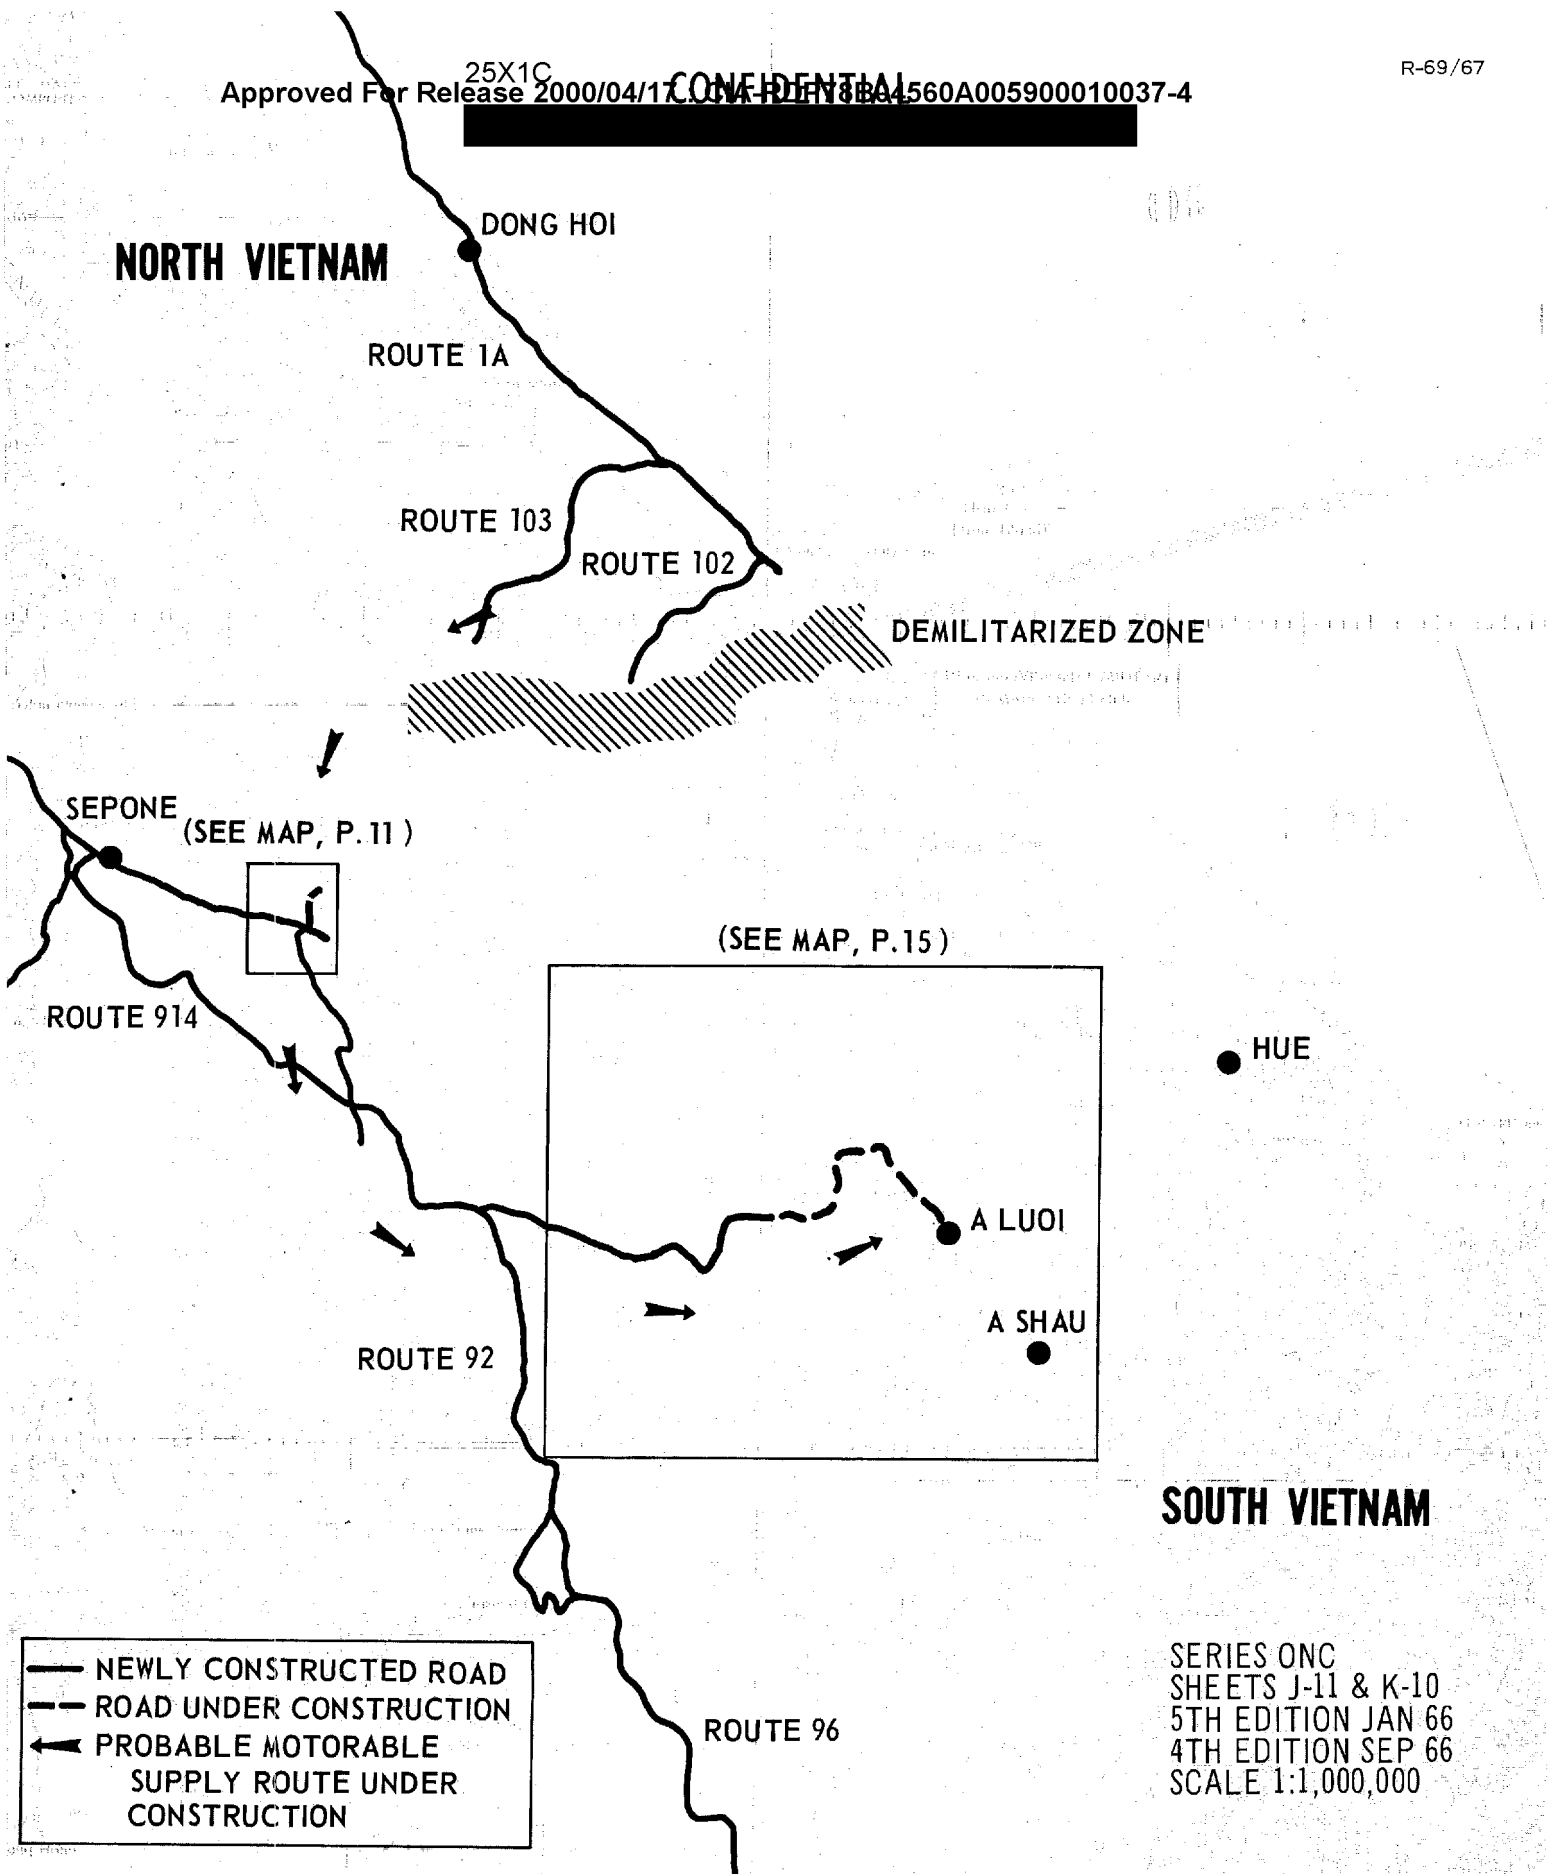 R-69/67
25X1C
CONFIDENTIAL
Approved For Release 2000/04/17 : CIA-RDP78B04560A005900010037-4
DONG HOI
NORTH VIETNAM
ROUTE 1A
ROUTE 103
ROUTE 102
DEMILITARIZED ZONE
SEPONE
(SEE MAP, P.11)
(SEE MAP, P.15)
ROUTE 914
HUE
A LUOI
A SHAU
ROUTE 92
SOUTH VIETNAM
NEWLY CONSTRUCTED ROAD
ROAD UNDER CONSTRUCTION
PROBABLE MOTORABLE
SUPPLY ROUTE UNDER
CONSTRUCTION
ROUTE 96
SERIES ONC
SHEETS J-11 & K-10
5TH EDITION JAN 66
4TH EDITION SEP 66
SCALE 1:1,000,000